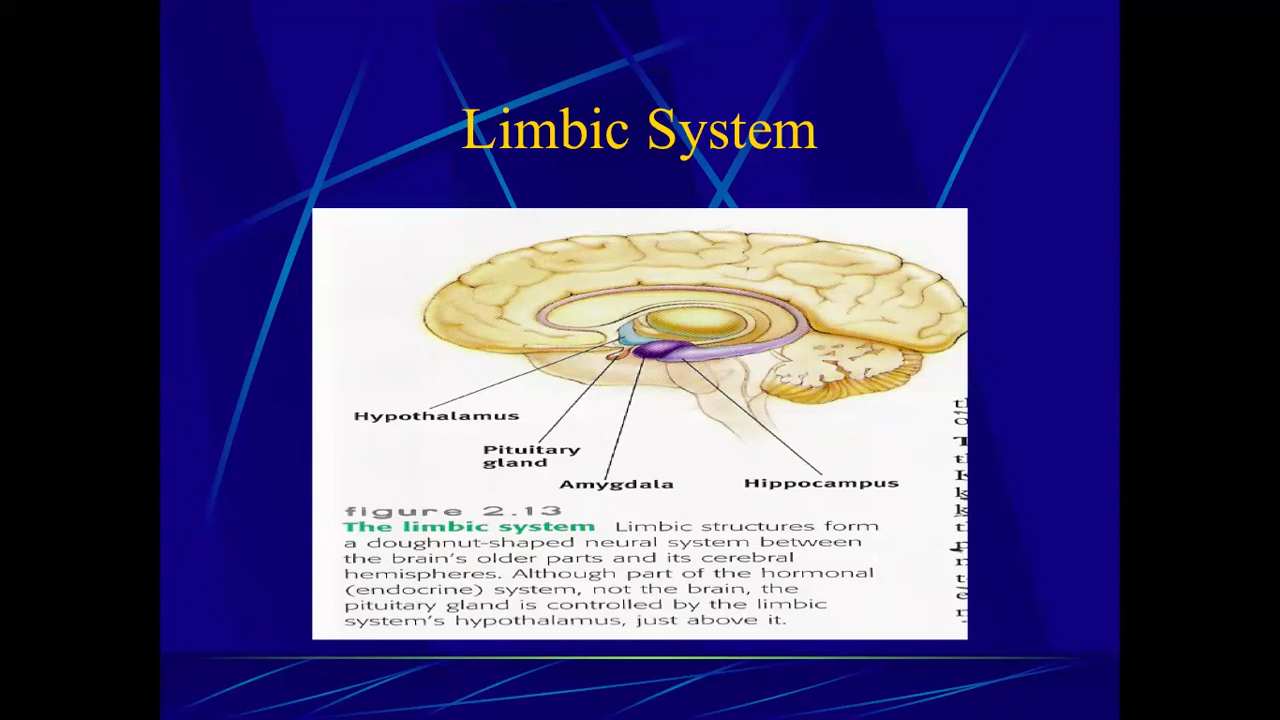 Limbic System
Hypothalamus
Pituitary
gland
Amygdala
Hippocampus
figure 2.13
The limbic system Limbic structures form
a doughnut-shaped neural system between
the brain's older parts and its cerebral
hemispheres. Although part of the hormonal
(endocrine) system, not the brain, the
pituitary gland is controlled by the limbic
system's hypothalamus, just above it.